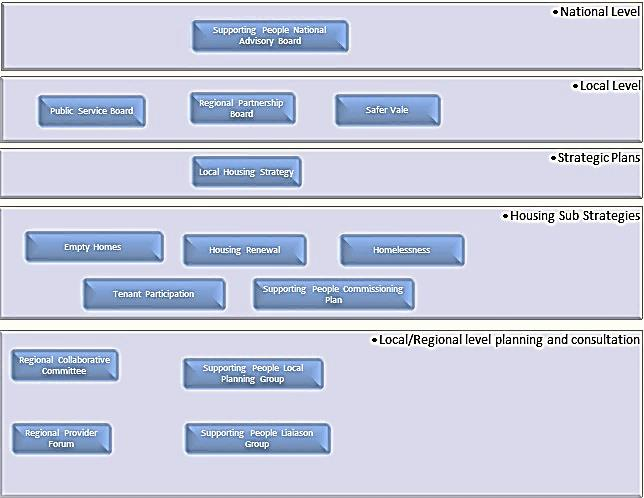 • National Level
Supporting People National
Advisory Board
• Local Level
Public Service Board
Regional Partnership
Board
Safer Vale
• Strategic Plans
Local Housing Strategy
• Housing Sub Strategies
Empty Homes
Housing Renewal
Homelessness
Tenant Participation
Supporting People Commissioning
Plan
• Local/Regional level planning and consultation
Regional Collaborative
Committee
Supporting People Local
Planning Group
Regional Provider
Forum
Supporting People Liaiason
Group